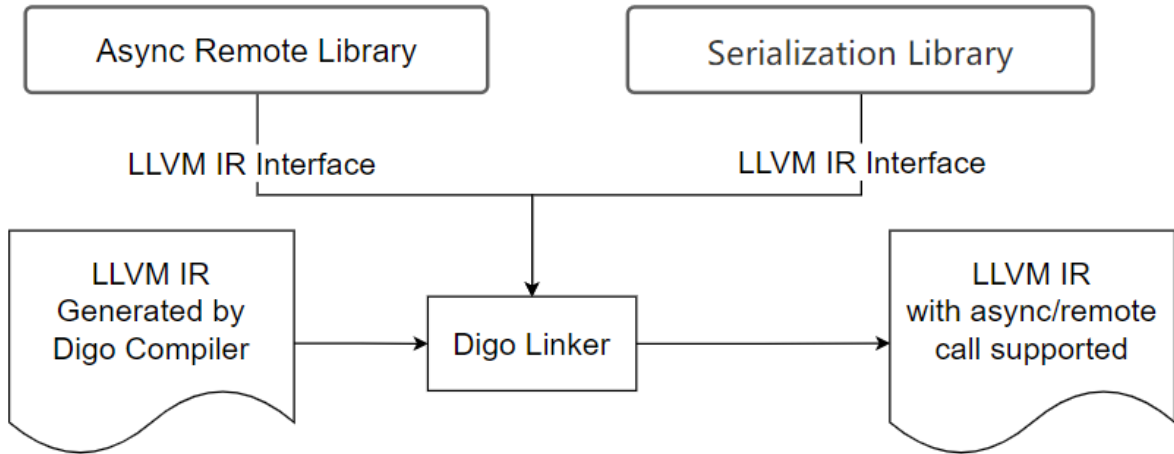 Async Remote Library
Serialization Library
LLVM IR Interface
LLVM IR Interface
LLVM IR
Generated by
Digo Compiler
Digo Linker
LLVM IR
with async/remote
call supported